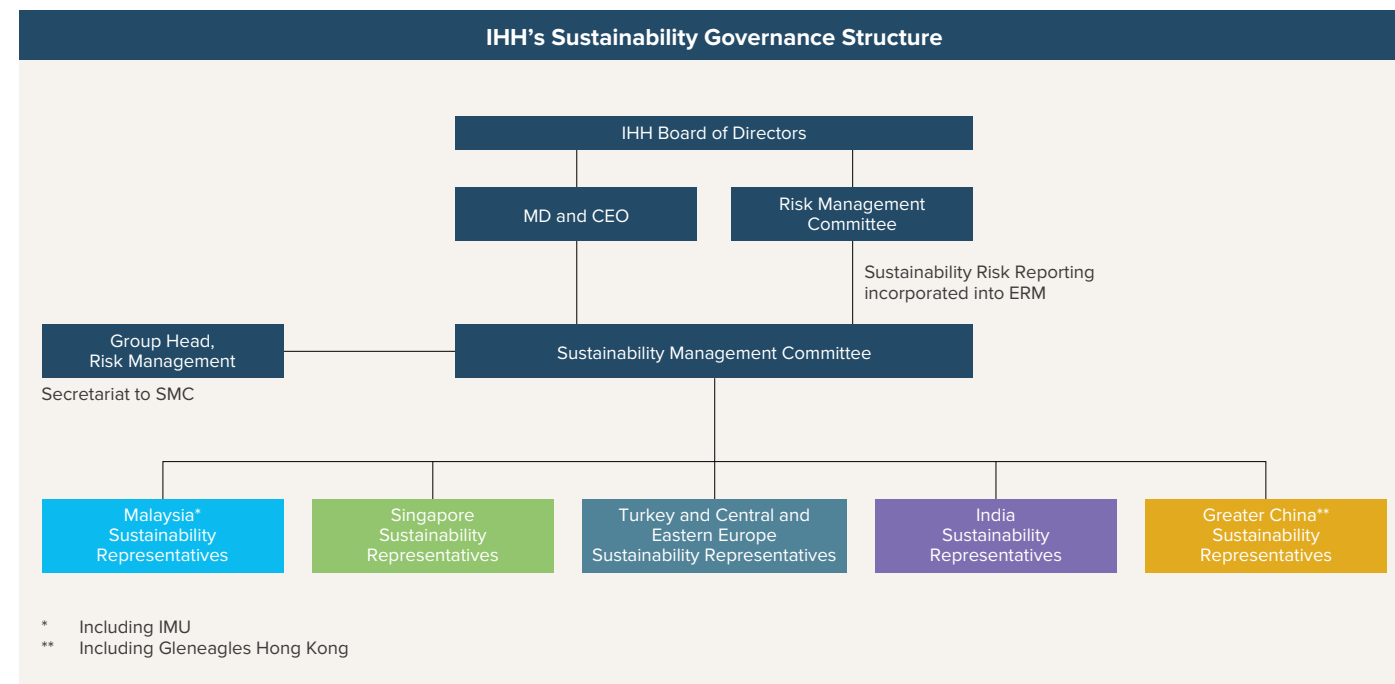 IHH's Sustainability Governance Structure
IHH Board of Directors
MD and CEO
Risk Management
Committee
Sustainability Risk Reporting
incorporated into ERM
Group Head,
Risk Management
Secretariat to SMC
Sustainability Management Committee
Malaysia*
Sustainability
Representatives
Singapore
Sustainability
Representatives
Turkey and Central and
Eastern Europe
Sustainability Representatives
India
Sustainability
Representatives
Greater China**
Sustainability
Representatives
* Including IMU
** Including Gleneagles Hong Kong